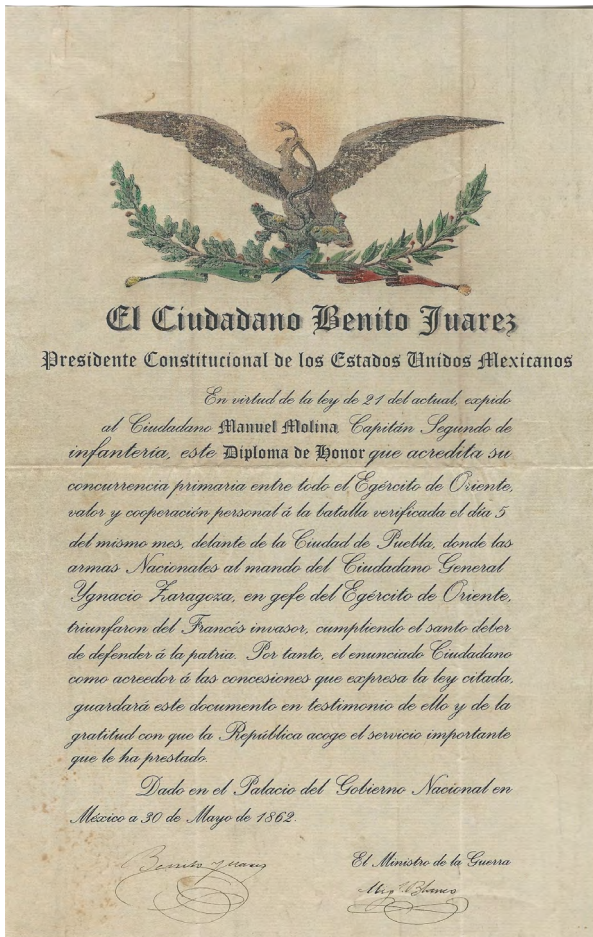 El Ciudadano Benito Juarez
Presidente Constitucional de los Estados Unidos Mexicanos
En virtud de la ley de 21 del actual, expido
al Ciudadano Manuel Molina Capitán Segundo de
infantería, este Diploma de Honor que acredita su
concurrencia primaria entre todo el Egército de Oriente,
valor y cooperación personal á la batalla verificada el día 5
del mismo mes, delante de la Ciudad de Puebla, donde las
armas Nacionales al mando del Ciudadano General
Ygnacio Zaragoza, en gefe del Egército de Oriente,
triunfaron del Francés invasor, cumpliendo el santo deber
de defender á la patria. Por tanto, el enunciado Ciudadano
como acreedor á las concesiones que expresa la ley citada,
guardará este documento en testimonio de ello y de la
gratitud con que la República acoge el servicio importante
que le ha prestado.
Dado en el Palacio del Gobierno Nacional en
México a 30 de Mayo de 1862.
Benito Juarez
El Ministro de la Guerra
Migl Blanco